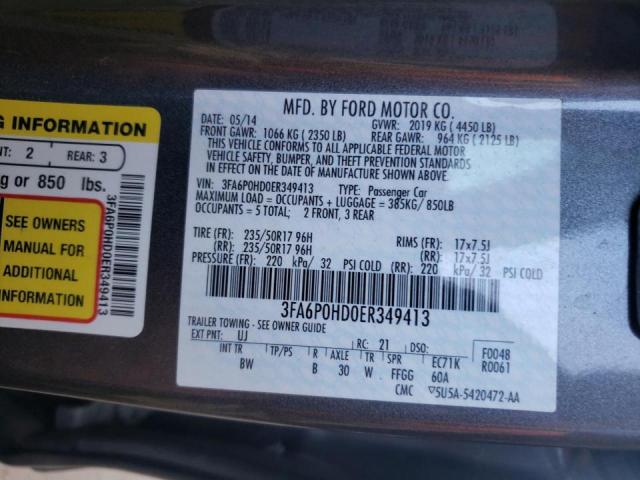 G INFORMATION
NT: 2 REAR: 3
g or 850 lbs.
SEE OWNERS
MANUAL FOR
ADDITIONAL
INFORMATION
3FA6P0HD0ER349413
MFD. BY FORD MOTOR CO.
DATE: 05/14 GVWR: 2019 KG ( 4450 LB)
FRONT GAWR: 1066 KG ( 2350 LB) REAR GAWR: 964 KG ( 2125 LB)
THIS VEHICLE CONFORMS TO ALL APPLICABLE FEDERAL MOTOR
VEHICLE SAFETY, BUMPER, AND THEFT PREVENTION STANDARDS
IN EFFECT ON THE DATE OF MANUFACTURE SHOWN ABOVE.
VIN: 3FA6P0HD0ER349413 TYPE: Passenger Car
MAXIMUM LOAD = OCCUPANTS + LUGGAGE = 385KG/ 850LB
OCCUPANTS = 5 TOTAL; 2 FRONT, 3 REAR
TIRE (FR): 235/50R17 96H RIMS (FR): 17x7.5J
(RR): 235/50R17 96H (RR): 17x7.5J
PRESSURE (FR): 220 kPa/ 32 PSI COLD (RR): 220 kPa/ 32 PSI COLD
3FA6P0HD0ER349413
TRAILER TOWING - SEE OWNER GUIDE
EXT PNT: UJ RC: 21 DSO: F0048
INT TR TP/PS R AXLE TR SPR EC71K R0061
BW B 30 W FFGG 60A
CMC 5U5A-5420472-AA